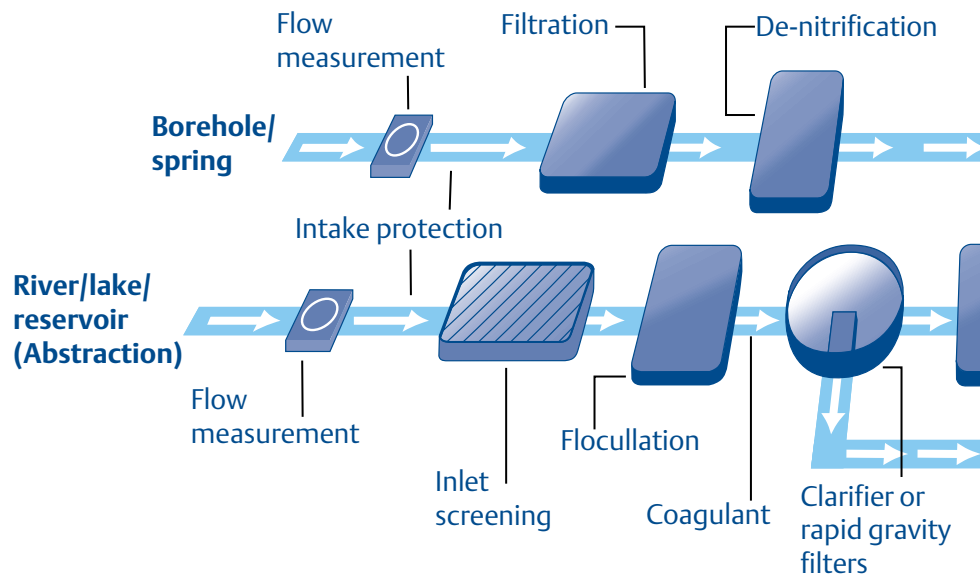 Flow
measurement
Filtration
De-nitrification
Borehole/
spring
Intake protection
River/lake/
reservoir
(Abstraction)
Flow
measurement
Flocullation
Inlet
screening
Coagulant
Clarifier or
rapid gravity
filters